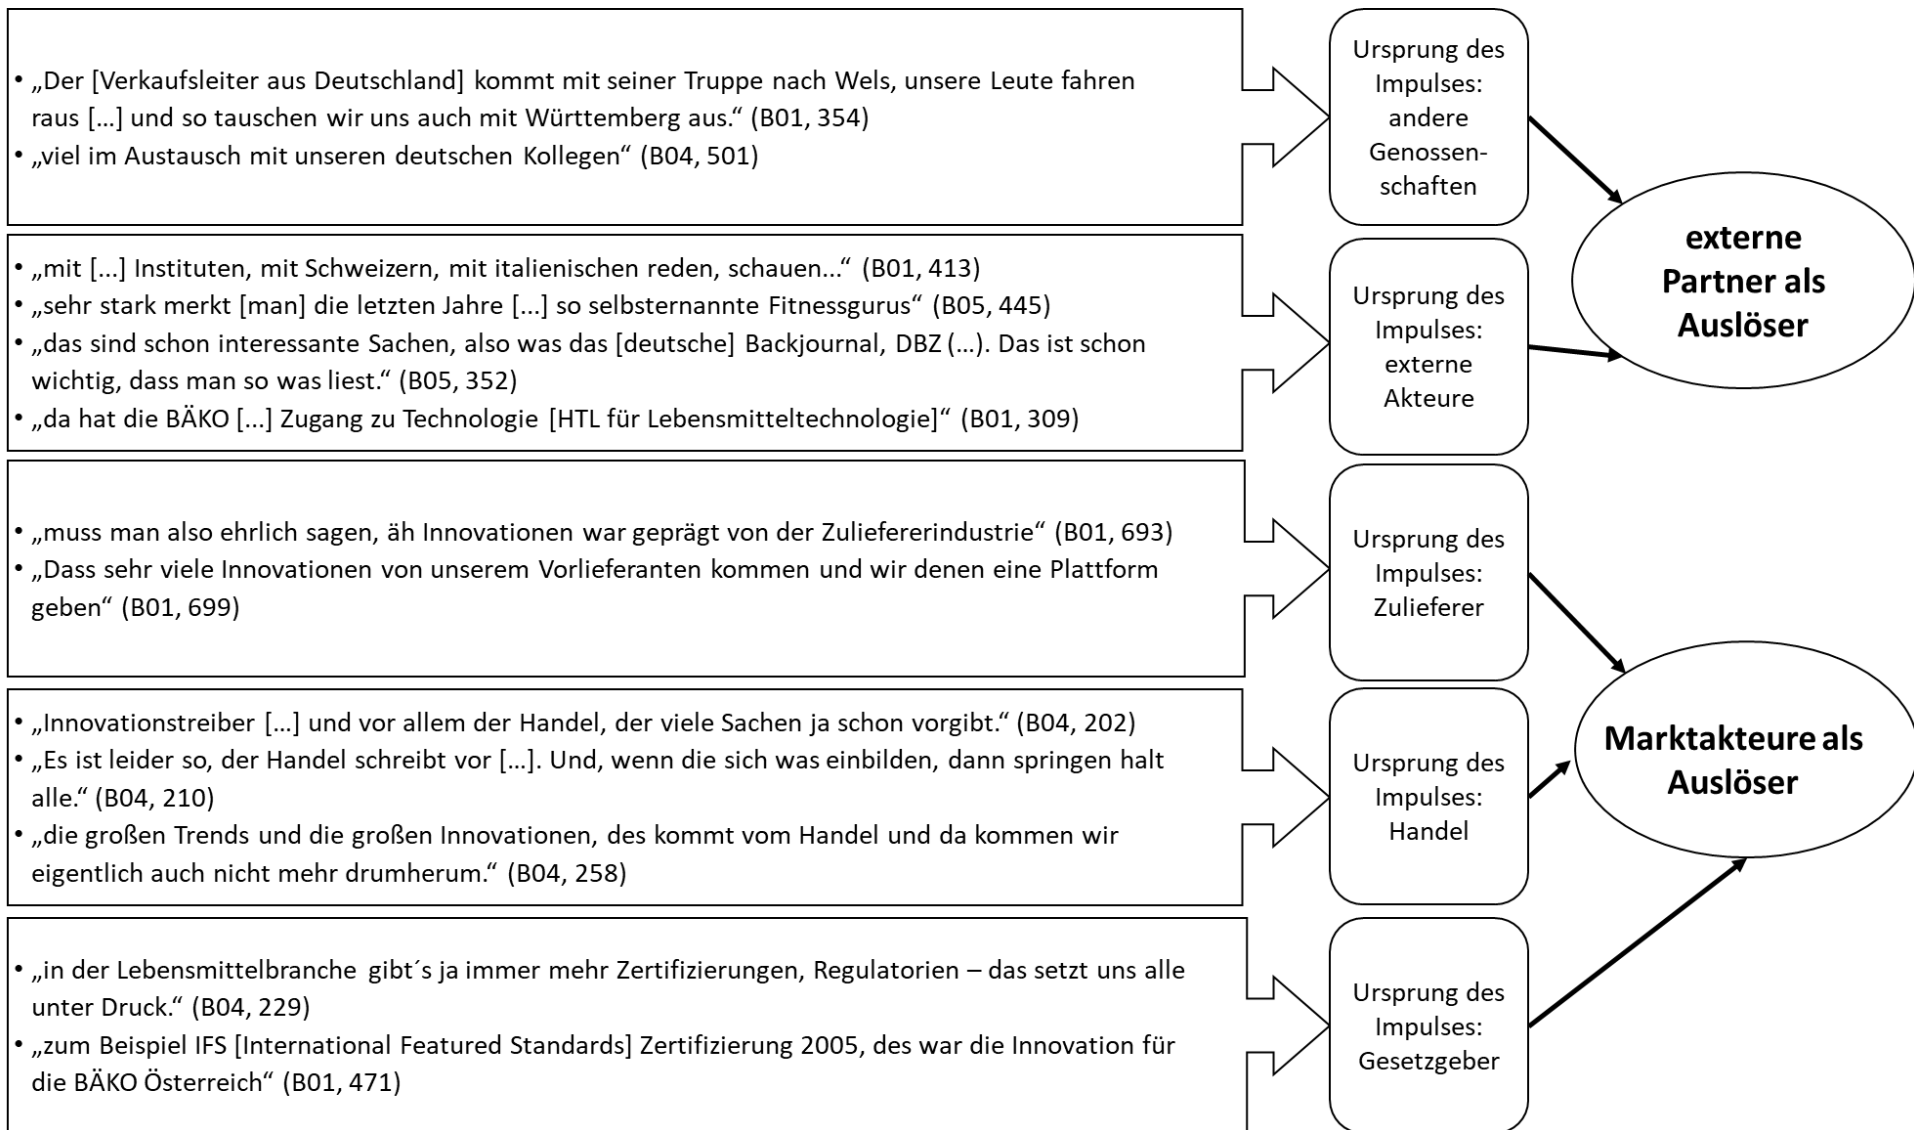 • „Der [Verkaufsleiter aus Deutschland] kommt mit seiner Truppe nach Wels, unsere Leute fahren
raus [...] und so tauschen wir uns auch mit Württemberg aus.“ (B01, 354)
• „viel im Austausch mit unseren deutschen Kollegen“ (B04, 501)
Ursprung des
Impulses:
andere
Genossen-
schaften
• „mit [...] Instituten, mit Schweizern, mit italienischen reden, schauen...“ (B01, 413)
• „sehr stark merkt [man] die letzten Jahre [...] so selbsternannte Fitnessgurus“ (B05, 445)
• „das sind schon interessante Sachen, also was das [deutsche] Backjournal, DBZ (...). Das ist schon
wichtig, dass man so was liest.“ (B05, 352)
• „da hat die BÄKO [...] Zugang zu Technologie [HTL für Lebensmitteltechnologie]“ (B01, 309)
Ursprung des
Impulses:
externe
Akteure
externe
Partner als
Auslöser
• „muss man also ehrlich sagen, äh Innovationen war geprägt von der Zuliefererindustrie“ (B01, 693)
• „Dass sehr viele Innovationen von unserem Vorlieferanten kommen und wir denen eine Plattform
geben“ (B01, 699)
Ursprung des
Impulses:
Zulieferer
• „Innovationstreiber [...] und vor allem der Handel, der viele Sachen ja schon vorgibt.“ (B04, 202)
• „Es ist leider so, der Handel schreibt vor [...]. Und, wenn die sich was einbilden, dann springen halt
alle.“ (B04, 210)
• „die großen Trends und die großen Innovationen, des kommt vom Handel und da kommen wir
eigentlich auch nicht mehr drumherum.“ (B04, 258)
Ursprung des
Impulses:
Handel
Marktakteure als
Auslöser
• „in der Lebensmittelbranche gibt´s ja immer mehr Zertifizierungen, Regulatorien – das setzt uns alle
unter Druck.“ (B04, 229)
• „zum Beispiel IFS [International Featured Standards] Zertifizierung 2005, des war die Innovation für
die BÄKO Österreich“ (B01, 471)
Ursprung des
Impulses:
Gesetzgeber